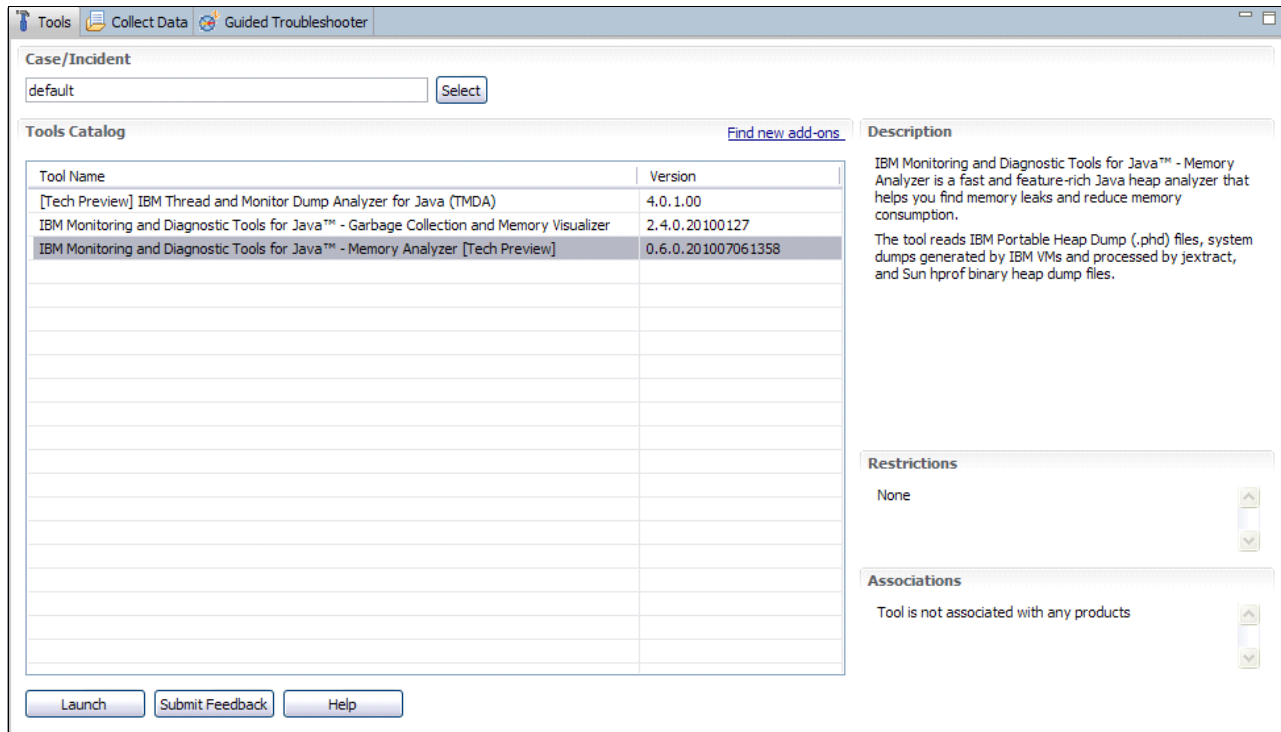 Tools Collect Data Guided Troubleshooter
Case/Incident
default Select
Tools Catalog Find new add-ons
Tool Name Version
[Tech Preview] IBM Thread and Monitor Dump Analyzer for Java (TMDA) 4.0.1.00
IBM Monitoring and Diagnostic Tools for Java™ - Garbage Collection and Memory Visualizer 2.4.0.20100127
IBM Monitoring and Diagnostic Tools for Java™ - Memory Analyzer [Tech Preview] 0.6.0.201007061358
Launch Submit Feedback Help
Description
IBM Monitoring and Diagnostic Tools for Java™ - Memory
Analyzer is a fast and feature-rich Java heap analyzer that
helps you find memory leaks and reduce memory
consumption.
The tool reads IBM Portable Heap Dump (.phd) files, system
dumps generated by IBM VMs and processed by jextract,
and Sun hprof binary heap dump files.
Restrictions
None
Associations
Tool is not associated with any products